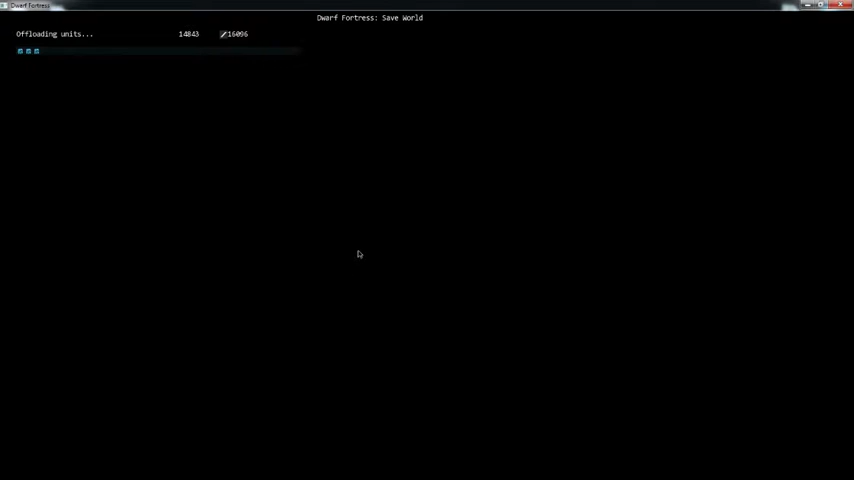 Dwarf Fortress
Dwarf Fortress: Save World
Offloading units... 14843 /16096